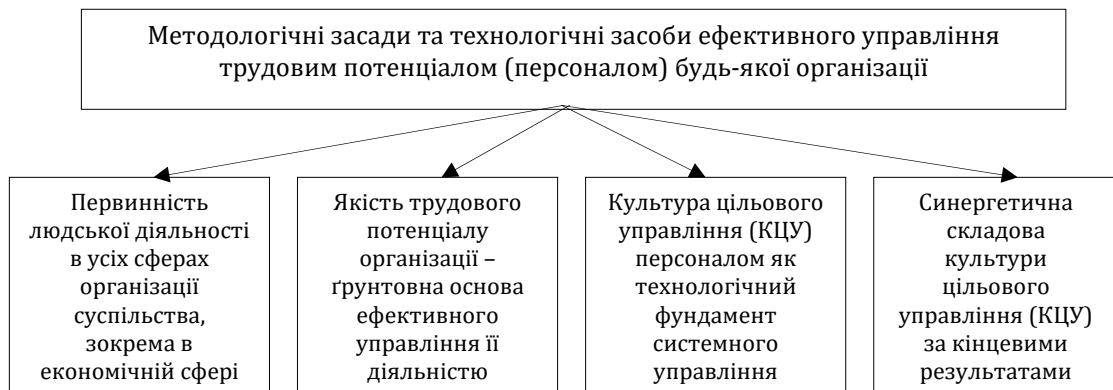 Методологічні засади та технологічні засоби ефективного управління
трудовим потенціалом (персоналом) будь-якої організації
Первинність
людської діяльності
в усіх сферах
організації
суспільства,
зокрема в
економічній сфері
Якість трудового
потенціалу
організації –
ґрунтовна основа
ефективного
управління її
діяльністю
Культура цільового
управління (КЦУ)
персоналом як
технологічний
фундамент
системного
управління
Синергетична
складова
культури
цільового
управління (КЦУ)
за кінцевими
результатами